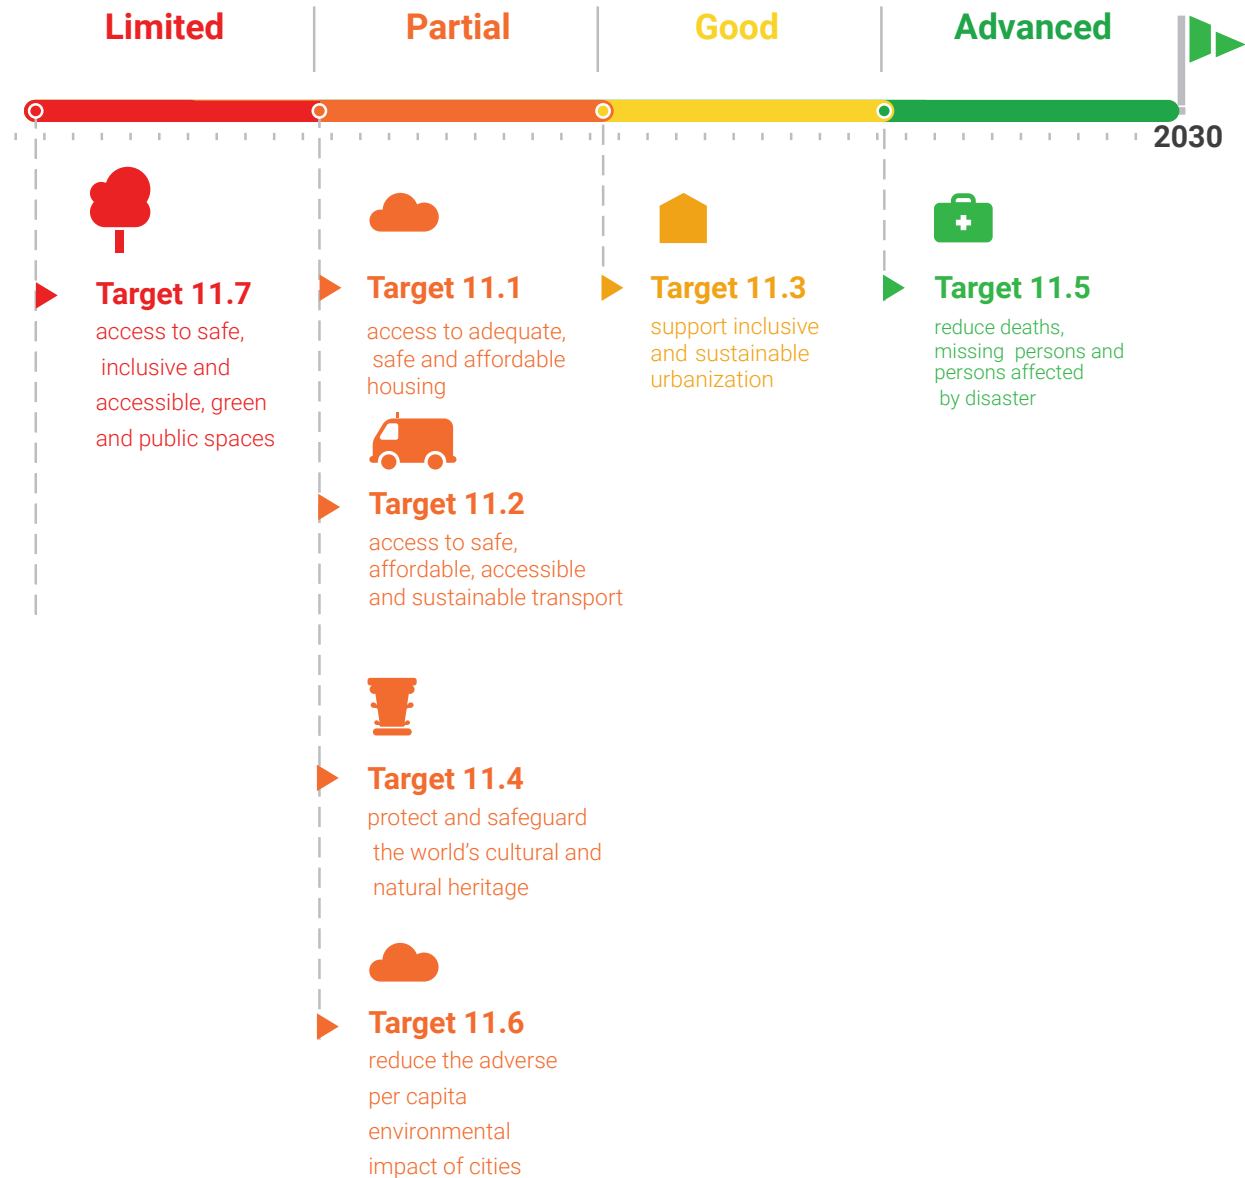 Limited
Partial
Good
Advanced
2030
Target 11.7
access to safe,
inclusive and
accessible, green
and public spaces
Target 11.1
access to adequate,
safe and affordable
housing
Target 11.2
access to safe,
affordable, accessible
and sustainable transport
Target 11.4
protect and safeguard
the world’s cultural and
natural heritage
Target 11.6
reduce the adverse
per capita
environmental
impact of cities
Target 11.3
support inclusive
and sustainable
urbanization
Target 11.5
reduce deaths,
missing persons and
persons affected
by disaster